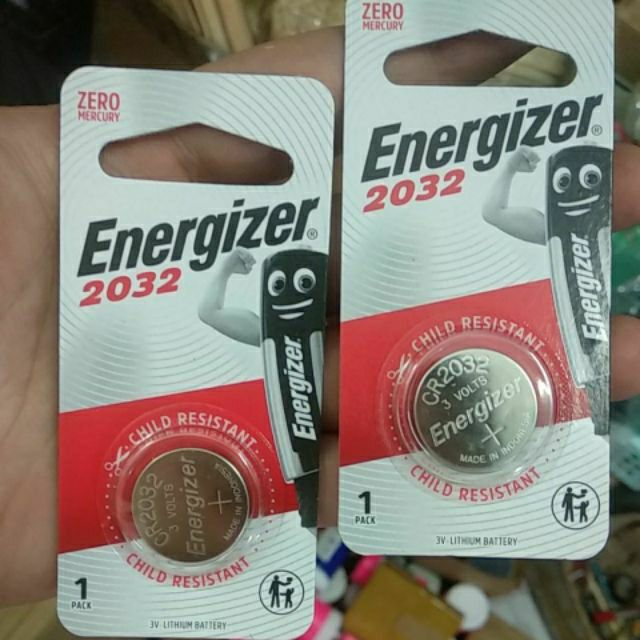 ZERO
MERCURY
Energizer®
2032
Energizer
CHILD RESISTANT
CR2032
3 VOLTS
Energizer
+
MADE IN INDONESIA
CHILD RESISTANT
1
PACK
3V LITHIUM BATTERY
ZERO
MERCURY
Energizer®
2032
Energizer
CHILD RESISTANT
CR2032
3 VOLTS
Energizer
+
MADE IN INDONESIA
CHILD RESISTANT
1
PACK
3V LITHIUM BATTERY